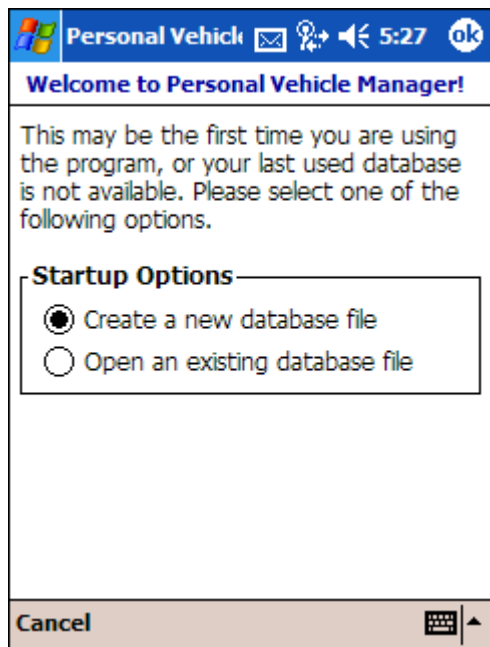 Personal Vehicl 5:27 ok
Welcome to Personal Vehicle Manager!
This may be the first time you are using
the program, or your last used database
is not available. Please select one of the
following options.
Startup Options
Create a new database file
Open an existing database file
Cancel